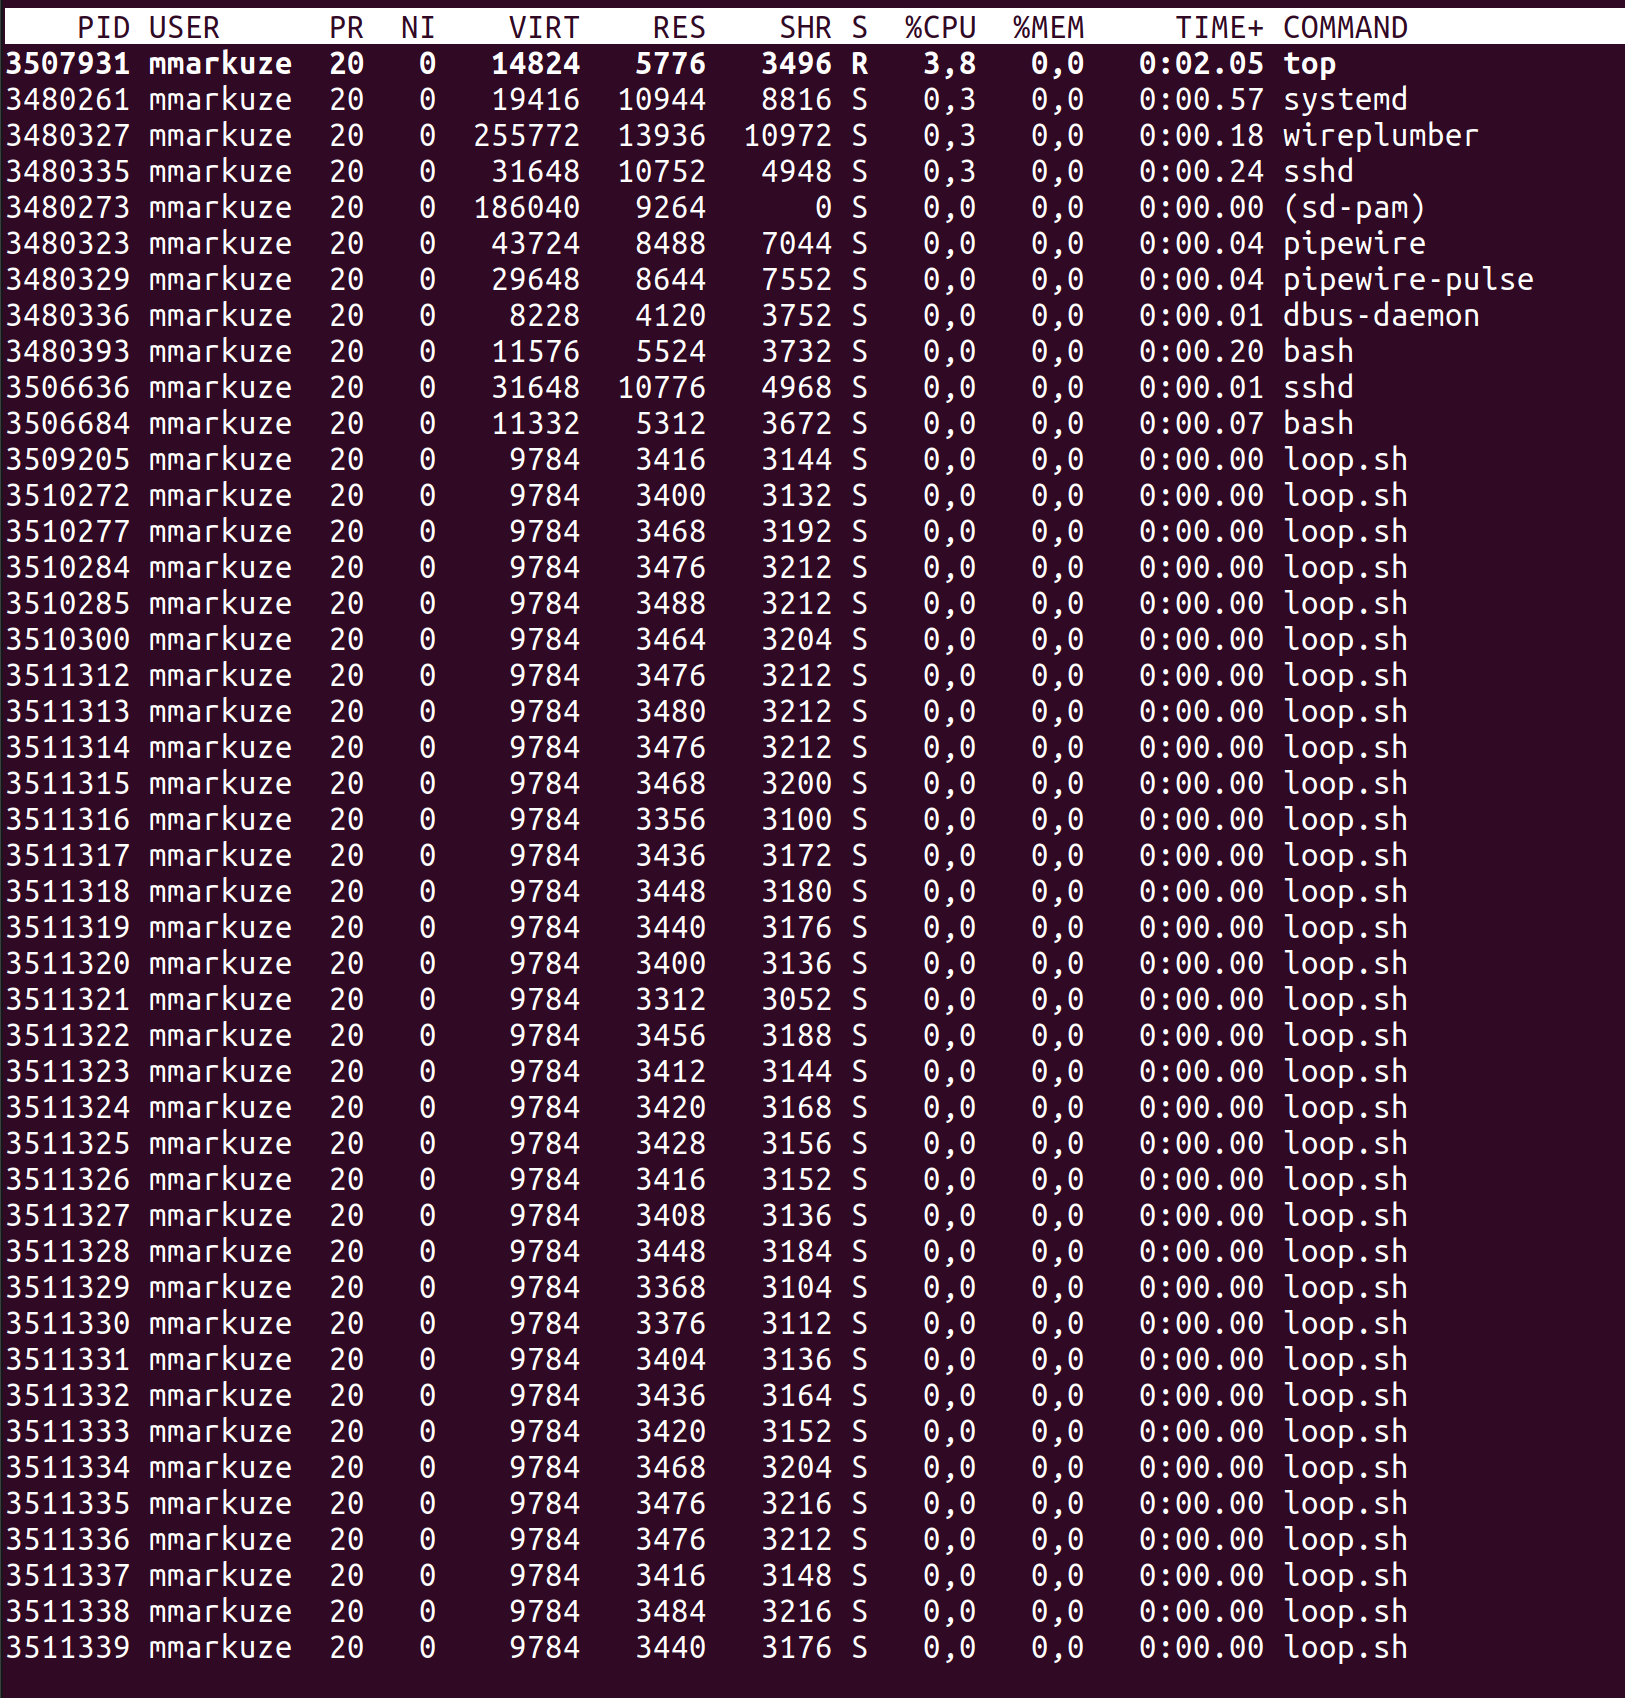 PID USER PR NI VIRT RES SHR S %CPU %MEM TIME+ COMMAND
3507931 mmarkuze 20 0 14824 5776 3496 R 3,8 0,0 0:02.05 top
3480261 mmarkuze 20 0 19416 10944 8816 S 0,3 0,0 0:00.57 systemd
3480327 mmarkuze 20 0 255772 13936 10972 S 0,3 0,0 0:00.18 wireplumber
3480335 mmarkuze 20 0 31648 10752 4948 S 0,3 0,0 0:00.24 sshd
3480273 mmarkuze 20 0 186040 9264 0 S 0,0 0,0 0:00.00 (sd-pam)
3480323 mmarkuze 20 0 43724 8488 7044 S 0,0 0,0 0:00.04 pipewire
3480329 mmarkuze 20 0 29648 8644 7552 S 0,0 0,0 0:00.04 pipewire-pulse
3480336 mmarkuze 20 0 8228 4120 3752 S 0,0 0,0 0:00.01 dbus-daemon
3480393 mmarkuze 20 0 11576 5524 3732 S 0,0 0,0 0:00.20 bash
3506636 mmarkuze 20 0 31648 10776 4968 S 0,0 0,0 0:00.01 sshd
3506684 mmarkuze 20 0 11332 5312 3672 S 0,0 0,0 0:00.07 bash
3509205 mmarkuze 20 0 9784 3416 3144 S 0,0 0,0 0:00.00 loop.sh
3510272 mmarkuze 20 0 9784 3400 3132 S 0,0 0,0 0:00.00 loop.sh
3510277 mmarkuze 20 0 9784 3468 3192 S 0,0 0,0 0:00.00 loop.sh
3510284 mmarkuze 20 0 9784 3476 3212 S 0,0 0,0 0:00.00 loop.sh
3510285 mmarkuze 20 0 9784 3488 3212 S 0,0 0,0 0:00.00 loop.sh
3510300 mmarkuze 20 0 9784 3464 3204 S 0,0 0,0 0:00.00 loop.sh
3511312 mmarkuze 20 0 9784 3476 3212 S 0,0 0,0 0:00.00 loop.sh
3511313 mmarkuze 20 0 9784 3480 3212 S 0,0 0,0 0:00.00 loop.sh
3511314 mmarkuze 20 0 9784 3476 3212 S 0,0 0,0 0:00.00 loop.sh
3511315 mmarkuze 20 0 9784 3468 3200 S 0,0 0,0 0:00.00 loop.sh
3511316 mmarkuze 20 0 9784 3356 3100 S 0,0 0,0 0:00.00 loop.sh
3511317 mmarkuze 20 0 9784 3436 3172 S 0,0 0,0 0:00.00 loop.sh
3511318 mmarkuze 20 0 9784 3448 3180 S 0,0 0,0 0:00.00 loop.sh
3511319 mmarkuze 20 0 9784 3440 3176 S 0,0 0,0 0:00.00 loop.sh
3511320 mmarkuze 20 0 9784 3400 3136 S 0,0 0,0 0:00.00 loop.sh
3511321 mmarkuze 20 0 9784 3312 3052 S 0,0 0,0 0:00.00 loop.sh
3511322 mmarkuze 20 0 9784 3456 3188 S 0,0 0,0 0:00.00 loop.sh
3511323 mmarkuze 20 0 9784 3412 3144 S 0,0 0,0 0:00.00 loop.sh
3511324 mmarkuze 20 0 9784 3420 3168 S 0,0 0,0 0:00.00 loop.sh
3511325 mmarkuze 20 0 9784 3428 3156 S 0,0 0,0 0:00.00 loop.sh
3511326 mmarkuze 20 0 9784 3416 3152 S 0,0 0,0 0:00.00 loop.sh
3511327 mmarkuze 20 0 9784 3408 3136 S 0,0 0,0 0:00.00 loop.sh
3511328 mmarkuze 20 0 9784 3448 3184 S 0,0 0,0 0:00.00 loop.sh
3511329 mmarkuze 20 0 9784 3368 3104 S 0,0 0,0 0:00.00 loop.sh
3511330 mmarkuze 20 0 9784 3376 3112 S 0,0 0,0 0:00.00 loop.sh
3511331 mmarkuze 20 0 9784 3404 3136 S 0,0 0,0 0:00.00 loop.sh
3511332 mmarkuze 20 0 9784 3436 3164 S 0,0 0,0 0:00.00 loop.sh
3511333 mmarkuze 20 0 9784 3420 3152 S 0,0 0,0 0:00.00 loop.sh
3511334 mmarkuze 20 0 9784 3468 3204 S 0,0 0,0 0:00.00 loop.sh
3511335 mmarkuze 20 0 9784 3476 3216 S 0,0 0,0 0:00.00 loop.sh
3511336 mmarkuze 20 0 9784 3476 3212 S 0,0 0,0 0:00.00 loop.sh
3511337 mmarkuze 20 0 9784 3416 3148 S 0,0 0,0 0:00.00 loop.sh
3511338 mmarkuze 20 0 9784 3484 3216 S 0,0 0,0 0:00.00 loop.sh
3511339 mmarkuze 20 0 9784 3440 3176 S 0,0 0,0 0:00.00 loop.sh